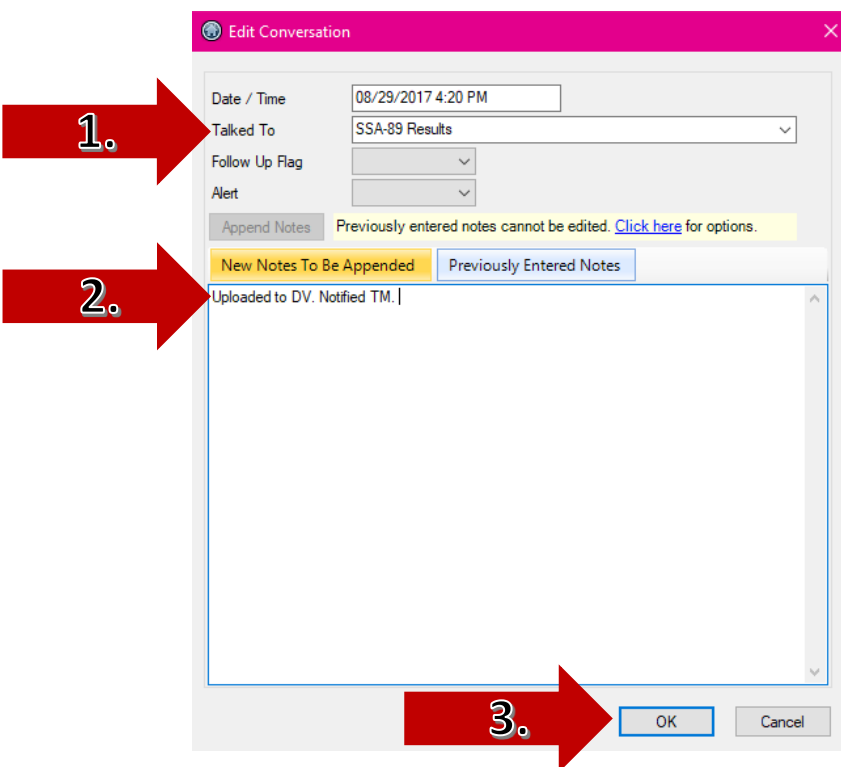 Edit Conversation
Date / Time 08/29/2017 4:20 PM
1. Talked To SSA-89 Results
Follow Up Flag
Alert
Append Notes Previously entered notes cannot be edited. Click here for options.
New Notes To Be Appended Previously Entered Notes
2. Uploaded to DV. Notified TM.
3. OK Cancel